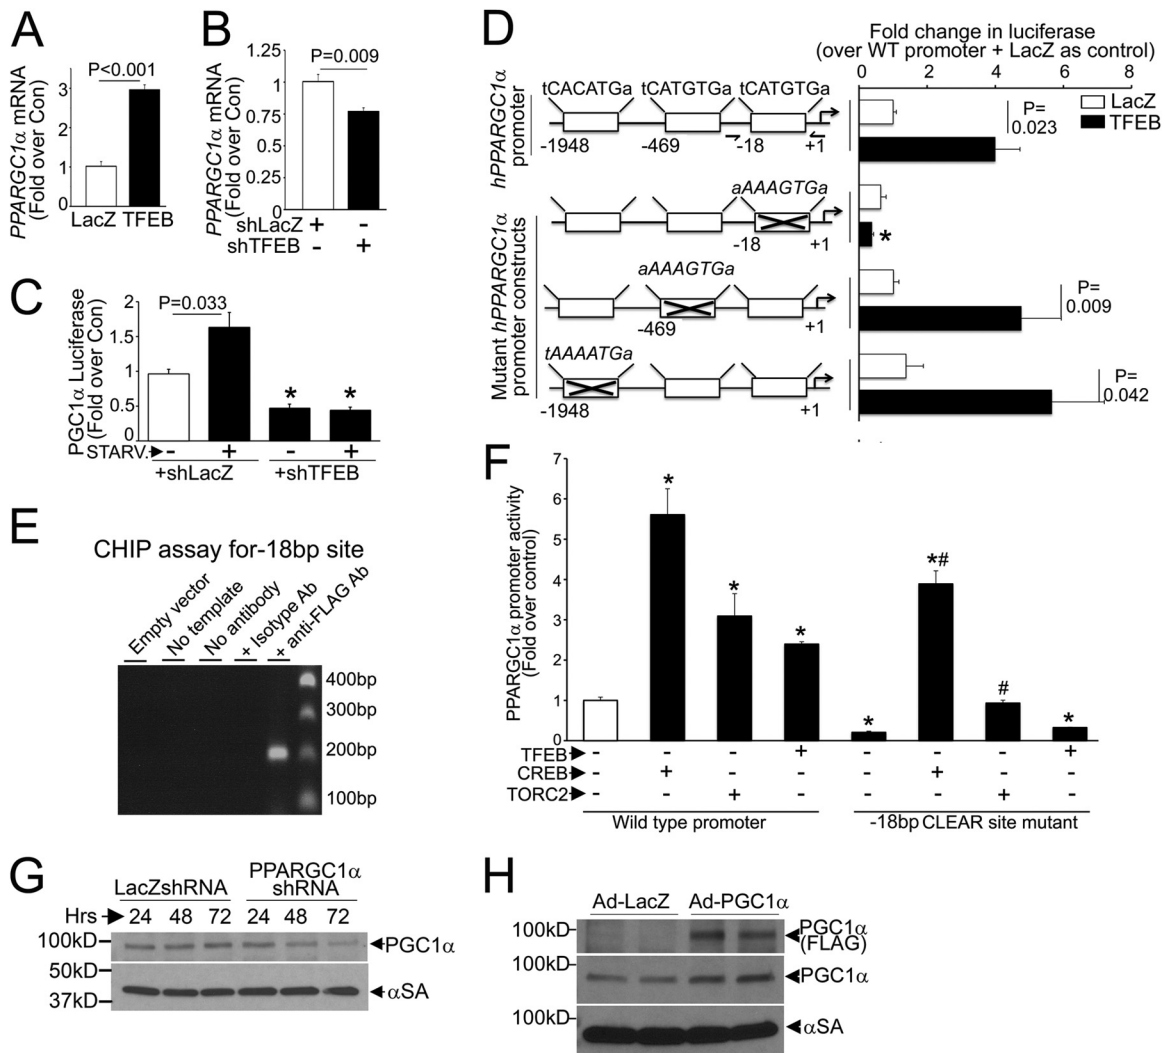 A
PPARGC1α mRNA
(Fold over Con)
3
2
1
0
P<0.001
LacZ TFEB
B
PPARGC1α mRNA
(Fold over Con)
1.25
1
0.75
0.5
0.25
0
P=0.009
shLacZ + -
shTFEB - +
C
PGC1α Luciferase
(Fold over Con)
2
1.5
1
0.5
0
P=0.033
* *
STARV. - + - +
+shLacZ +shTFEB
D
Fold change in luciferase
(over WT promoter + LacZ as control)
0 2 4 6 8
LacZ
TFEB
hPPARGC1α
promoter
tCACATGa tCATGTGa tCATGTGa
-1948 -469 -18 +1
P=
0.023
Mutant hPPARGC1α
promoter constructs
aAAAGTGa
-18 +1
*
aAAAGTGa
-469 +1
P=
0.009
tAAAATGa
-1948 +1
P=
0.042
E
CHIP assay for-18bp site
Empty vector
No template
No antibody
+ Isotype Ab
+ anti-FLAG Ab
400bp
300bp
200bp
100bp
F
PPARGC1α promoter activity
(Fold over control)
7
6
5
4
3
2
1
0
* * * * *# # *
TFEB - - - + - - - +
CREB - + - - - + - -
TORC2 - - + - - - + -
Wild type promoter
-18bp CLEAR site mutant
G
LacZshRNA
PPARGC1α
shRNA
Hrs 24 48 72 24 48 72
100kD
PGC1α
50kD
37kD
αSA
H
Ad-LacZ Ad-PGC1α
100kD
PGC1α
(FLAG)
100kD
PGC1α
100kD
αSA